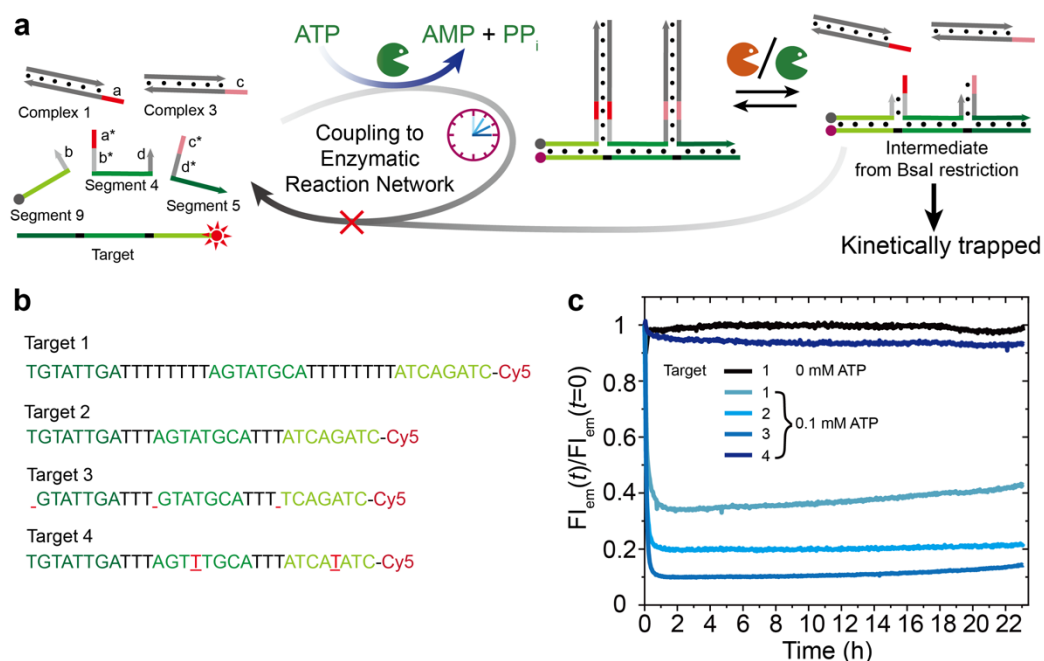 a
ATP
AMP + PPi
a
c
Complex 1
Complex 3
a*
b
b*
d
c*
d*
Segment 4
Segment 9
Segment 5
Target
Coupling to
Enzymatic
Reaction Network
/
Intermediate
from BsaI restriction
Kinetically trapped
b
Target 1
TGTATTGATTTTTTTTAGTATGCATTTTTTTTATCAGATC-Cy5
Target 2
TGTATTGATTTAGTATGCATTTATCAGATC-Cy5
Target 3
_GTATTGATTT_GTATGCATTT_TCAGATC-Cy5
Target 4
TGTATTGATTTAGTTTGCATTTATCATATC-Cy5
c
FIem(t)/FIem(t=0)
1
0.8
0.6
0.4
0.2
0
Target
1 0 mM ATP
1
2
3
4
0.1 mM ATP
0 2 4 6 8 10 12 14 16 18 20 22
Time (h)